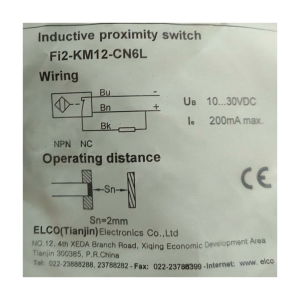 Inductive proximity switch
Fi2-KM12-CN6L
Wiring
Bu -
Bn + UB 10...30VDC
Bk Ie 200mA max.
NPN NC
Operating distance
Sn CE
Sn=2mm
ELCO(Tianjin)Electronics Co.,Ltd
NO.12, 4th XEDA Branch Road, Xiqing Economic Development Area
Tianjin 300385, P.R.China
Tel: 022-23788288, 23788282 - Fax: 022-23788399 -Internet: www.elco